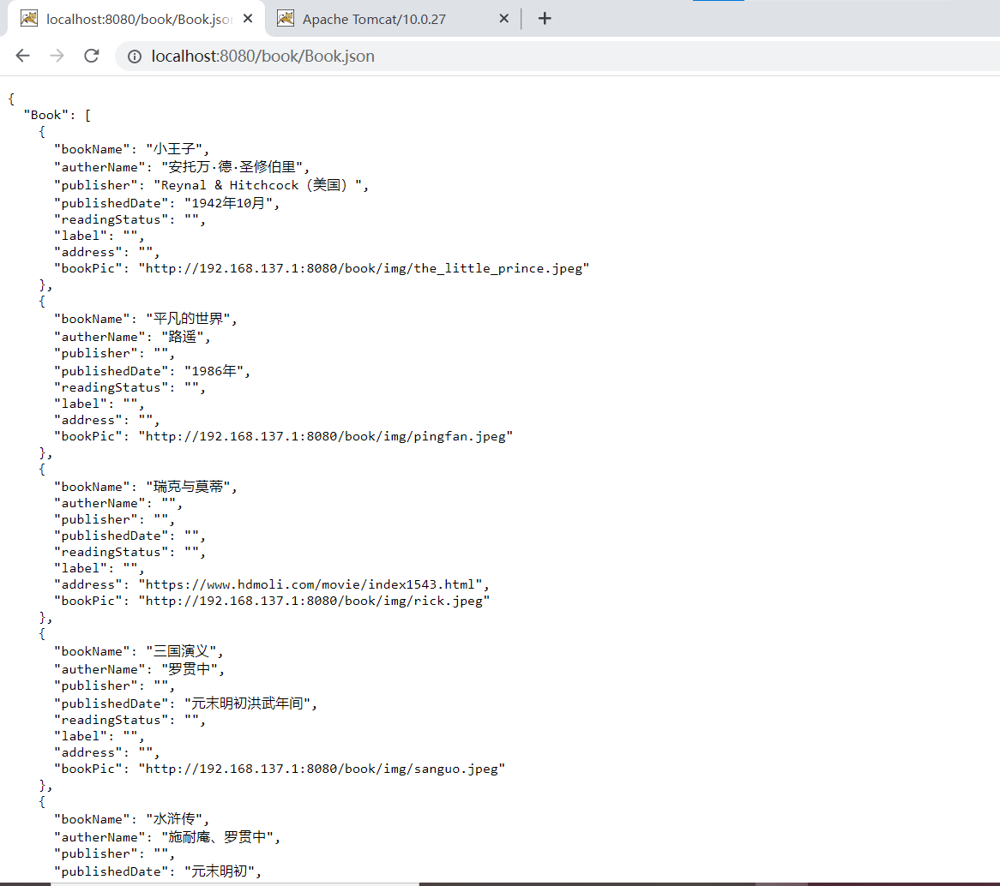 localhost:8080/book/Book.jso
Apache Tomcat/10.0.27
localhost:8080/book/Book.json
{
"Book": [
{
"bookName": "小王子",
"autherName": "安托万·德·圣修伯里",
"publisher": "Reynal & Hitchcock（美国）",
"publishedDate": "1942年10月",
"readingStatus": "",
"label": "",
"address": "",
"bookPic": "http://192.168.137.1:8080/book/img/the_little_prince.jpeg"
},
{
"bookName": "平凡的世界",
"autherName": "路遥",
"publisher": "",
"publishedDate": "1986年",
"readingStatus": "",
"label": "",
"address": "",
"bookPic": "http://192.168.137.1:8080/book/img/pingfan.jpeg"
},
{
"bookName": "瑞克与莫蒂",
"autherName": "",
"publisher": "",
"publishedDate": "",
"readingStatus": "",
"label": "",
"address": "https://www.hdmoli.com/movie/index1543.html",
"bookPic": "http://192.168.137.1:8080/book/img/rick.jpeg"
},
{
"bookName": "三国演义",
"autherName": "罗贯中",
"publisher": "",
"publishedDate": "元末明初洪武年间",
"readingStatus": "",
"label": "",
"address": "",
"bookPic": "http://192.168.137.1:8080/book/img/sanguo.jpeg"
},
{
"bookName": "水浒传",
"autherName": "施耐庵、罗贯中",
"publisher": "",
"publishedDate": "元末明初",